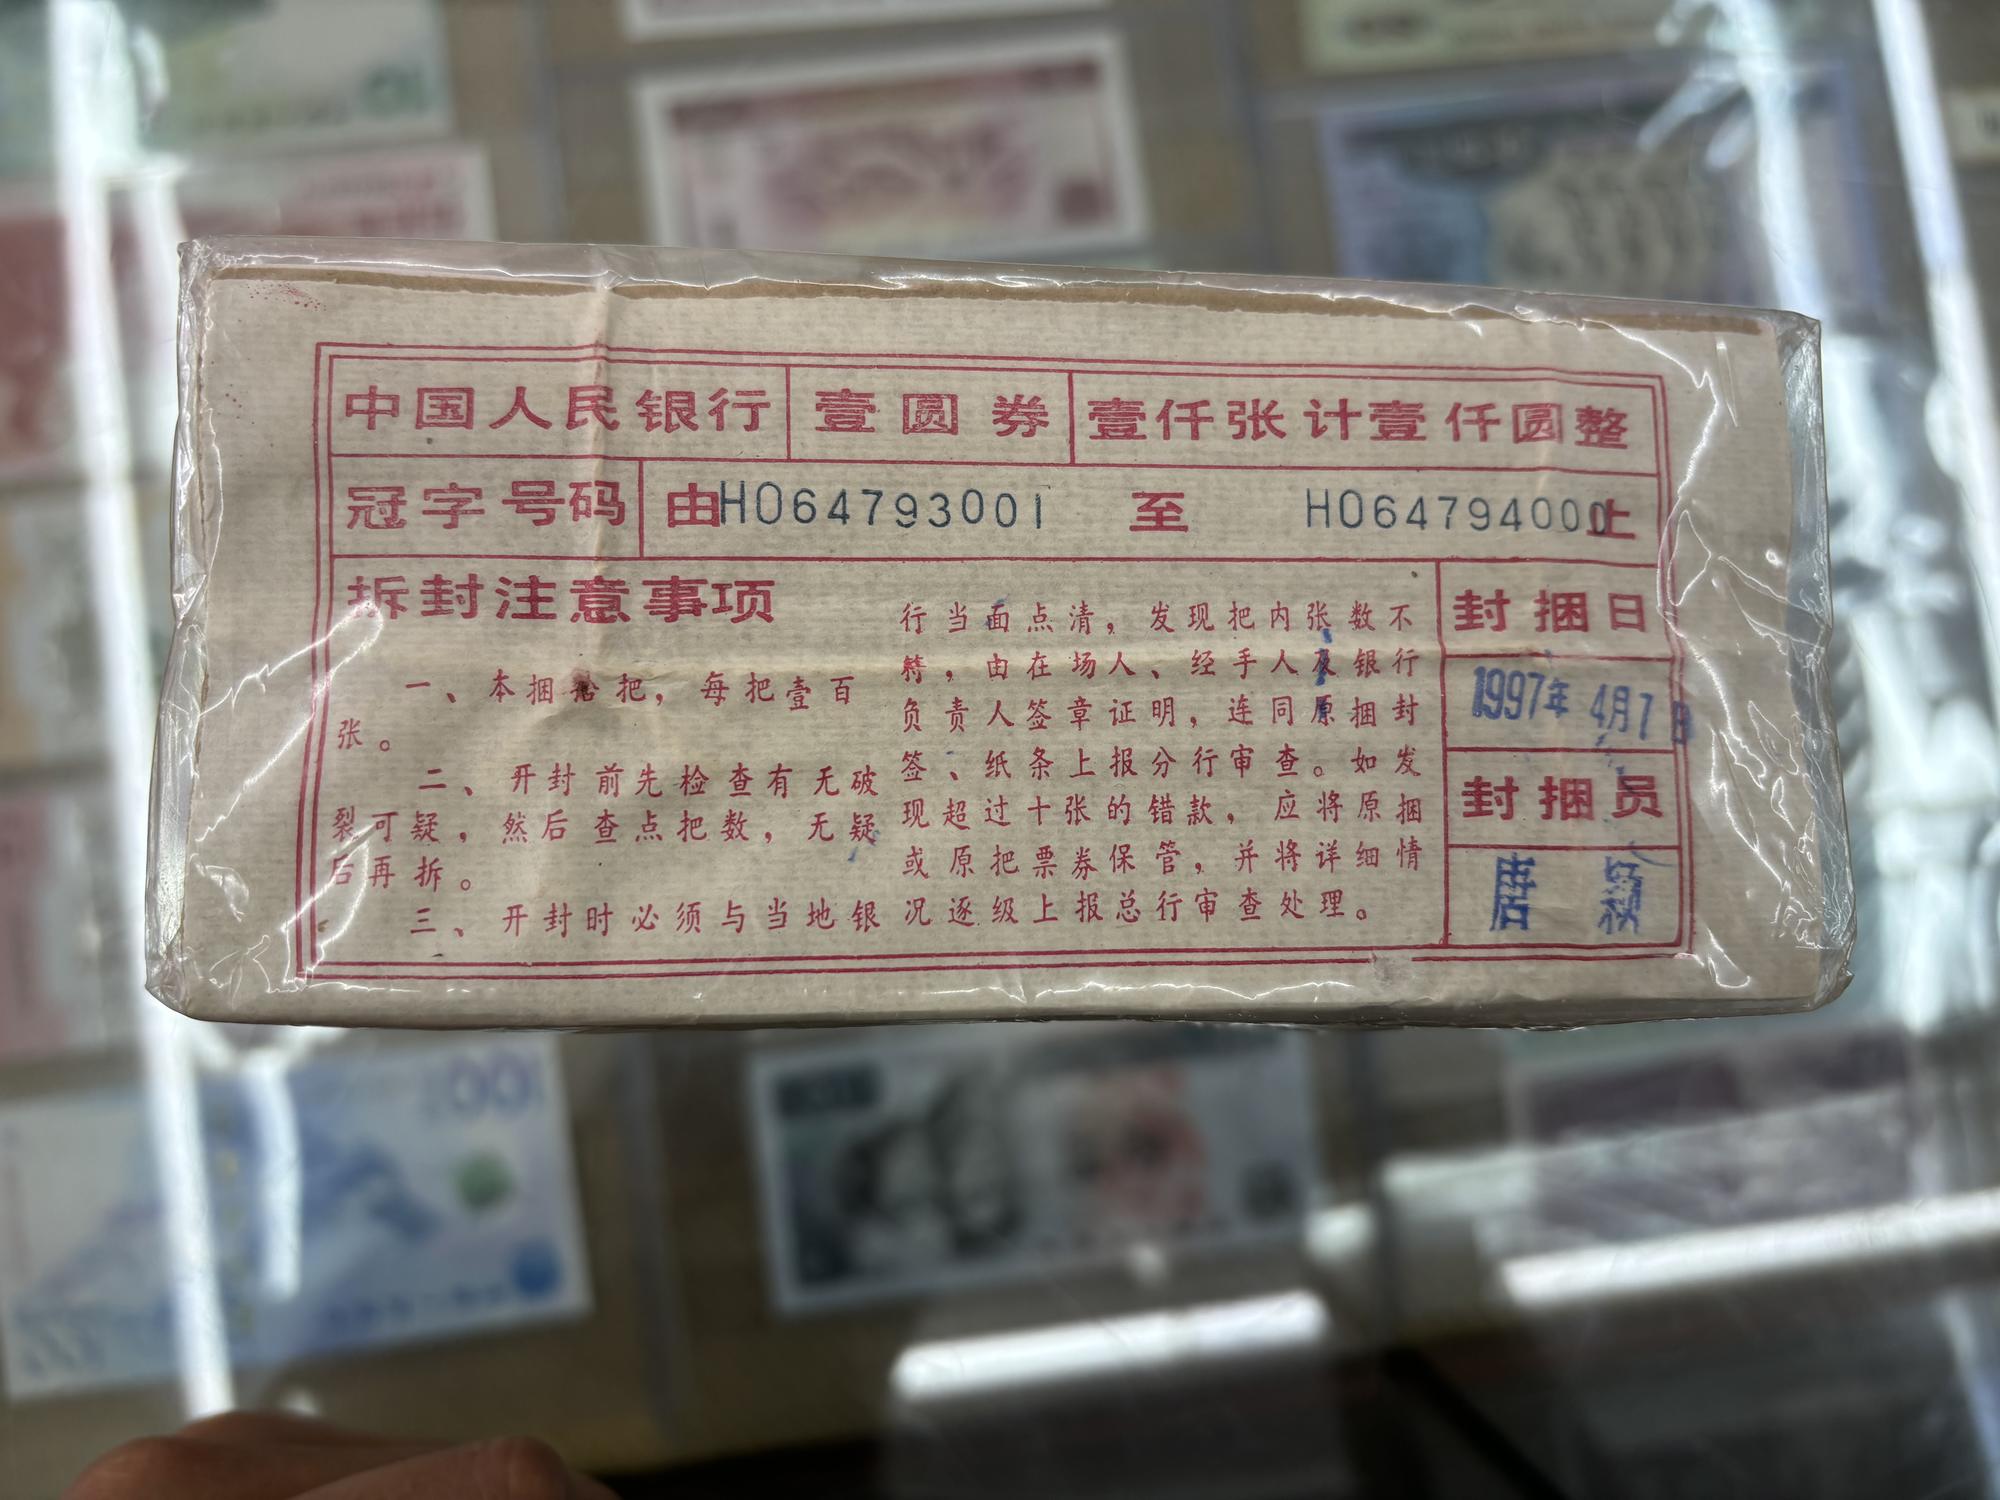 中国人民银行 壹圆券 壹仟张计壹仟圆整
冠字号码 由HO64793001 至 HO64794000止
拆封注意事项
一、本捆拾把，每把壹百
张。
二、开封前先检查有无破
裂可疑，然后查点把数，无疑
后再拆。
三、开封时必须与当地银
行当面点清，发现把内张数不
符，由在场人、经手人及银行
负责人签章证明，连同原捆封
签、纸条上报分行审查。如发
现超过十张的错款，应将原捆
或原把票券保管，并将详细情
况逐级上报总行审查处理。
封捆日
1997年 4月7日
封捆员
唐 颖